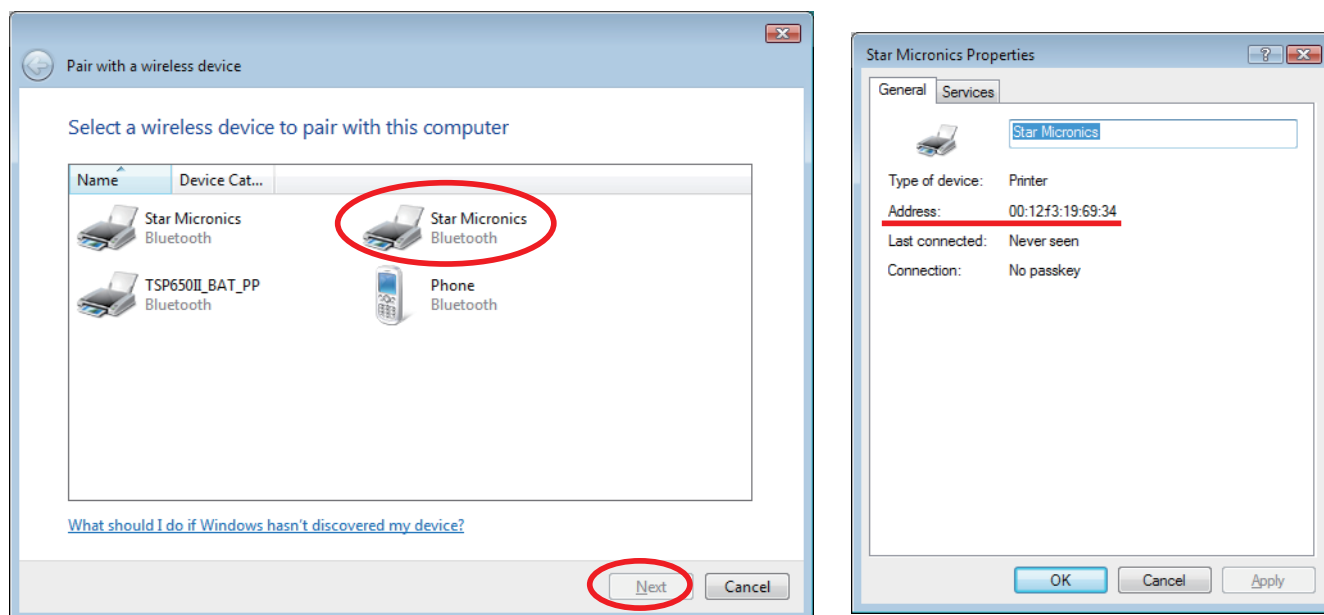 Pair with a wireless device
Select a wireless device to pair with this computer
Name Device Cat...
Star Micronics
Bluetooth
Star Micronics
Bluetooth
TSP650II_BAT_PP
Bluetooth
Phone
Bluetooth
What should I do if Windows hasn't discovered my device?
Next Cancel
Star Micronics Properties
General Services
Star Micronics
Type of device: Printer
Address: 00:12:f3:19:69:34
Last connected: Never seen
Connection: No passkey
OK Cancel Apply